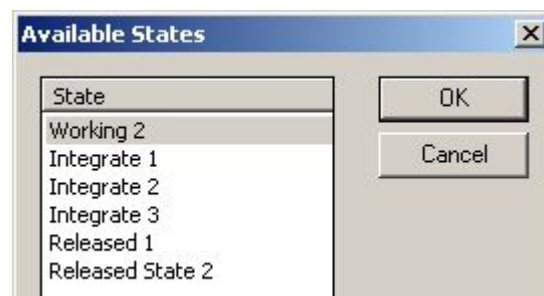 Available States
State
OK
Working 2
Cancel
Integrate 1
Integrate 2
Integrate 3
Released 1
Released State 2